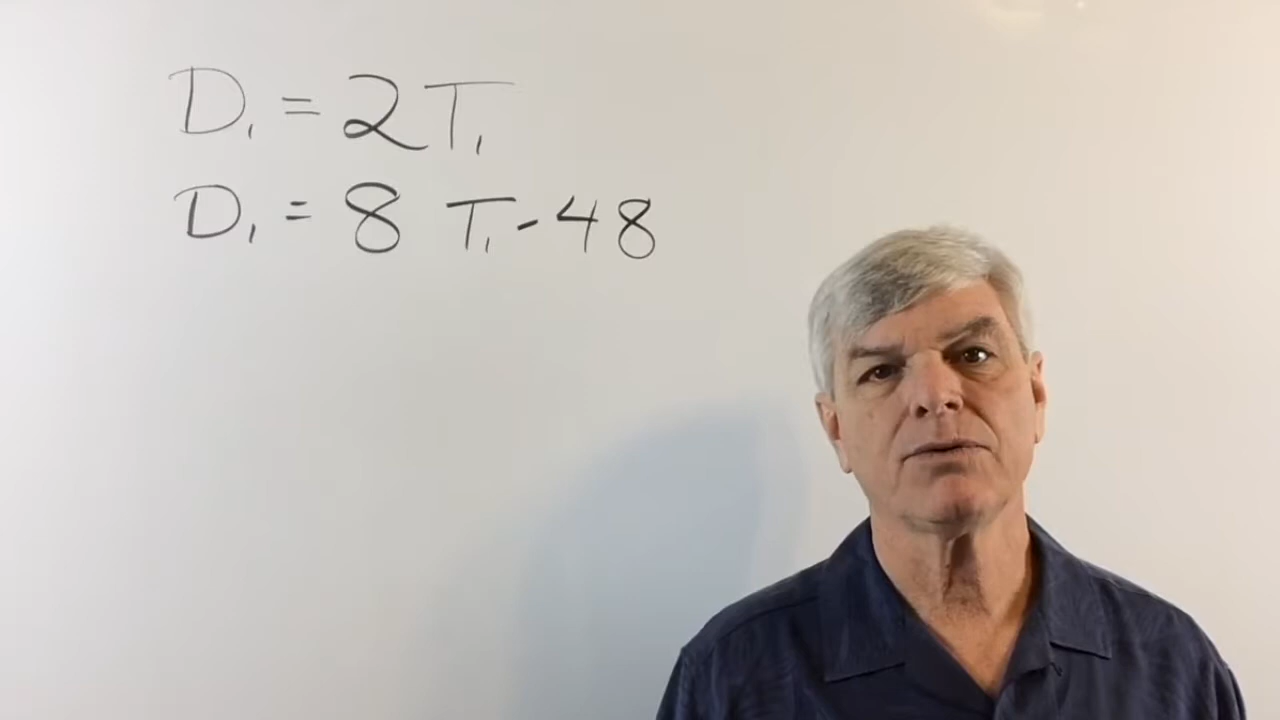 D₁ = 2T₁
D₁ = 8 T₁ - 48